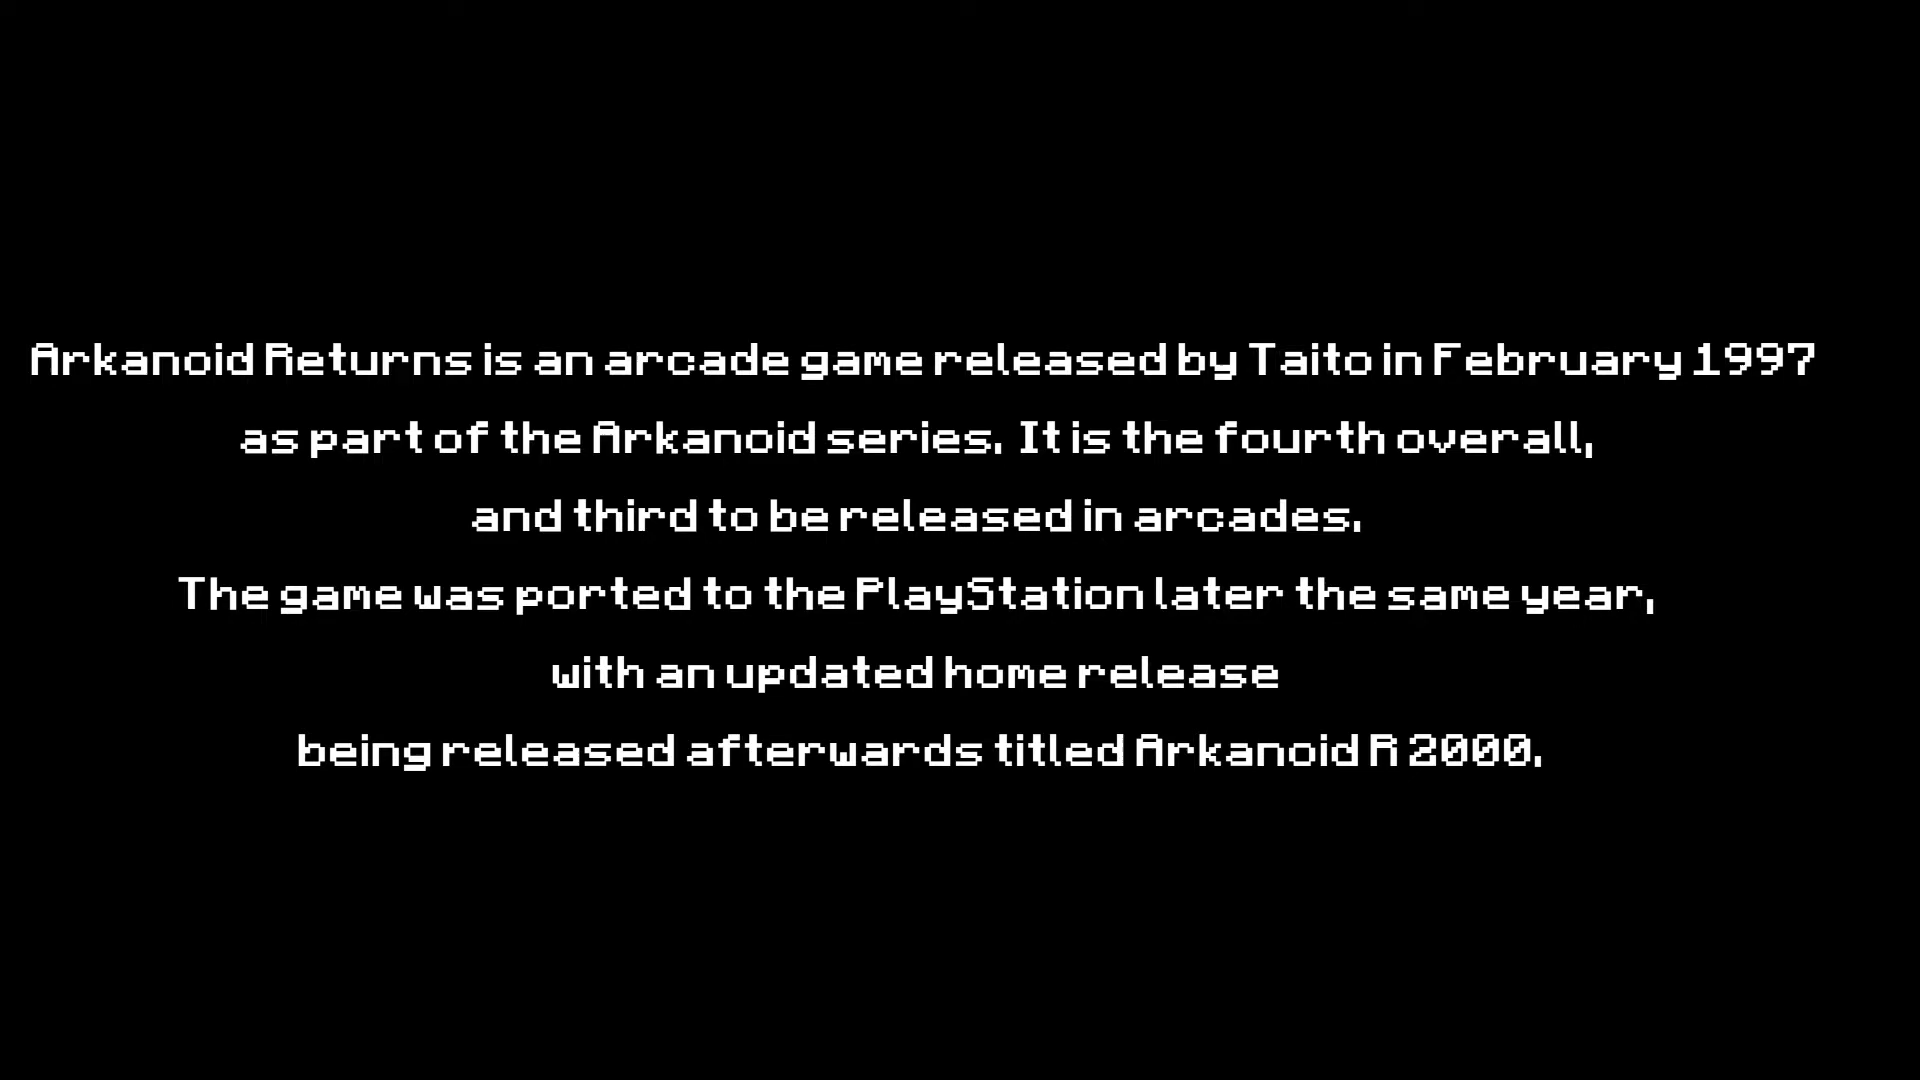 Arkanoid Returns is an arcade game released by Taito in February 1997
as part of the Arkanoid series. It is the fourth overall,
and third to be released in arcades.
The game was ported to the PlayStation later the same year,
with an updated home release
being released afterwards titled Arkanoid R 2000.